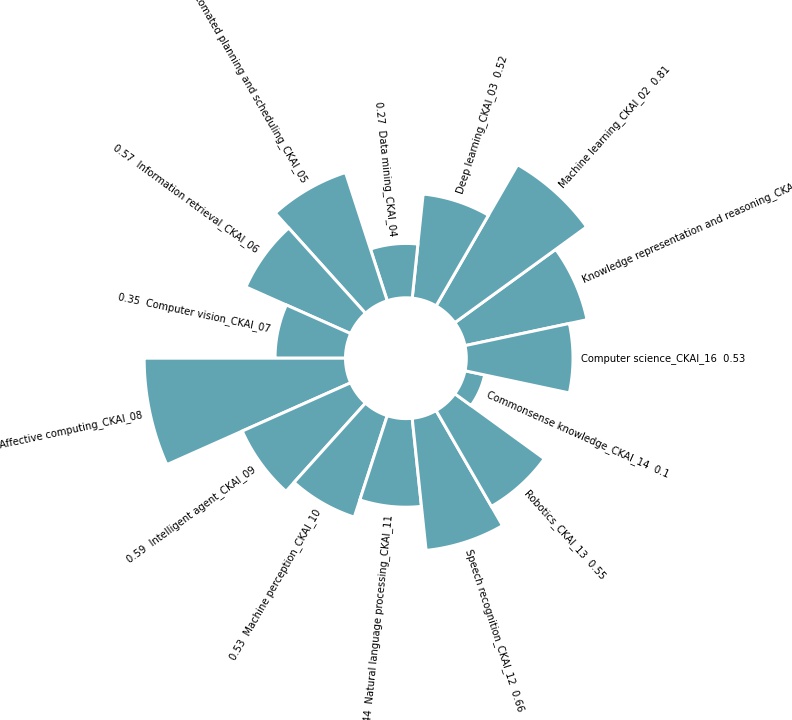 omated planning and scheduling_CKAI_05
0.27 Data mining_CKAI_04
Deep learning_CKAI_03 0.52
Machine learning_CKAI_02 0.81
Knowledge representation and reasoning_CKA
Computer science_CKAI_16 0.53
Commonsense knowledge_CKAI_14 0.1
Robotics_CKAI_13 0.55
Speech recognition_CKAI_12 0.66
44 Natural language processing_CKAI_11
0.53 Machine perception_CKAI_10
0.59 Intelligent agent_CKAI_09
Affective computing_CKAI_08
0.35 Computer vision_CKAI_07
0.57 Information retrieval_CKAI_06